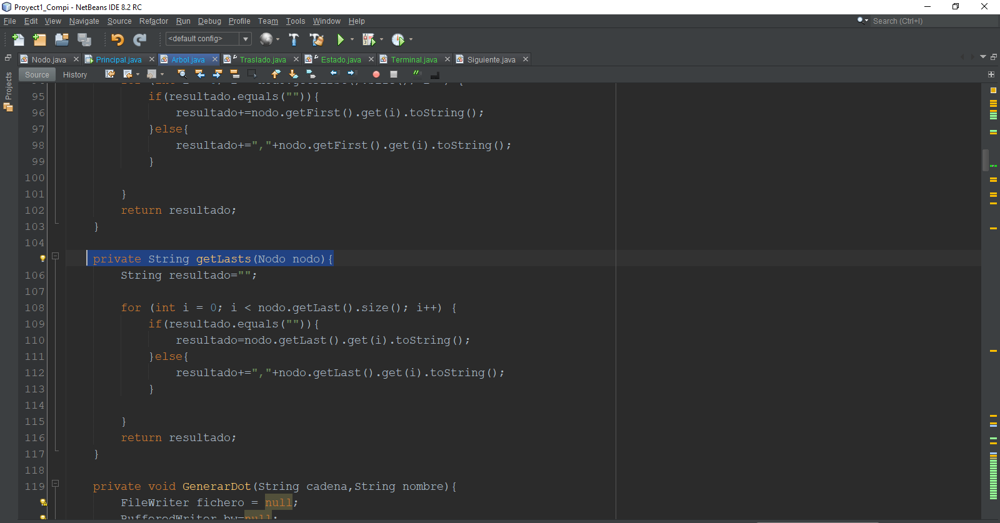 Proyect1_Compi - NetBeans IDE 8.2 RC
File Edit View Navigate Source Refactor Run Debug Profile Team Tools Window Help
Search (Ctrl+I)
<default config>
Nodo.java Principal.java Arbol.java Traslado.java Estado.java Terminal.java Siguiente.java
Source History
Projects
95 if(resultado.equals("")){
96 resultado+=nodo.getFirst().get(i).toString();
97 }else{
98 resultado+=","+nodo.getFirst().get(i).toString();
99 }
100
101 }
102 return resultado;
103 }
104
private String getLasts(Nodo nodo){
106 String resultado="";
107
108 for (int i = 0; i < nodo.getLast().size(); i++) {
109 if(resultado.equals("")){
110 resultado=nodo.getLast().get(i).toString();
111 }else{
112 resultado+=","+nodo.getLast().get(i).toString();
113 }
114
115 }
116 return resultado;
117 }
118
119 private void GenerarDot(String cadena,String nombre){
FileWriter fichero = null;
BufferedWriter bw=null;